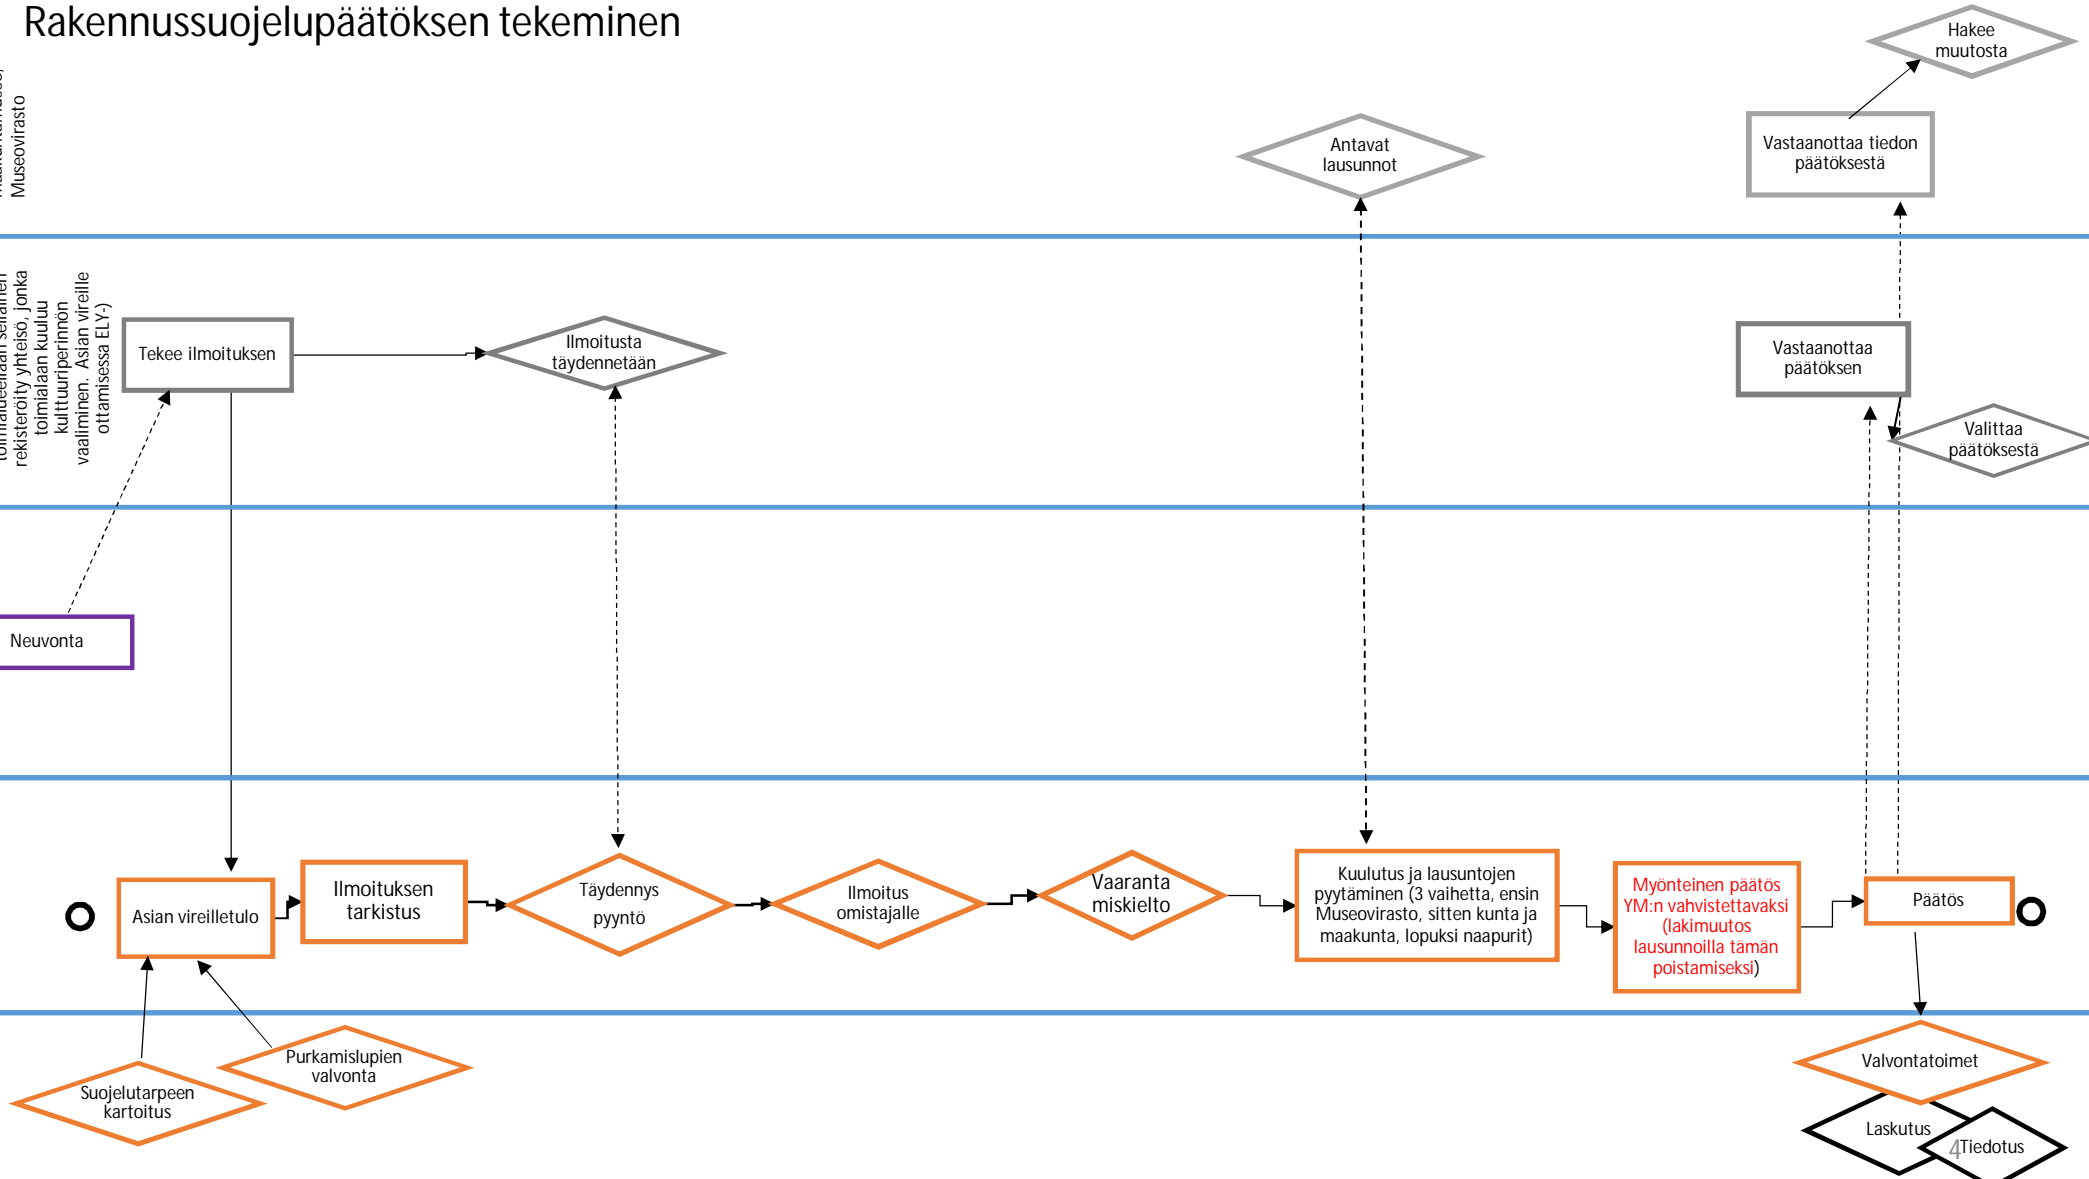 Rakennussuojelupäätöksen tekeminen
Hakee
muutosta
Museovirasto
Antavat
lausunnot
Vastaanottaa tiedon
päätöksestä
rekisteröity yhteisö, jonka
toimialaan kuuluu
kulttuuriperinnön
vaaliminen. Asian vireille
ottamisessa ELY-)
Tekee ilmoituksen
Ilmoitusta
täydennetään
Vastaanottaa
päätöksen
Valittaa
päätöksestä
Neuvonta
Asian vireilletulo
Ilmoituksen
tarkistus
Täydennys
pyyntö
Ilmoitus
omistajalle
Vaaranta
miskielto
Kuulutus ja lausuntojen
pyytäminen (3 vaihetta, ensin
Museovirasto, sitten kunta ja
maakunta, lopuksi naapurit)
Myönteinen päätös
YM:n vahvistettavaksi
(lakimuutos
lausunnoilla tämän
poistamiseksi)
Päätös
Suojelutarpeen
kartoitus
Purkamislupien
valvonta
Valvontatoimet
Laskutus
4
Tiedotus